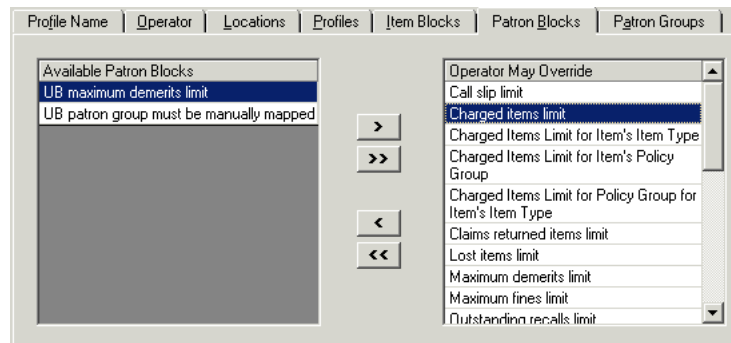 Profile Name
Operator
Locations
Profiles
Item Blocks
Patron Blocks
Patron Groups
Available Patron Blocks
UB maximum demerits limit
UB patron group must be manually mapped
>
>>
<
<<
Operator May Override
Call slip limit
Charged items limit
Charged Items Limit for Item's Item Type
Charged Items Limit for Item's Policy
Group
Charged Items Limit for Policy Group for
Item's Item Type
Claims returned items limit
Lost items limit
Maximum demerits limit
Maximum fines limit
Outstanding recalls limit